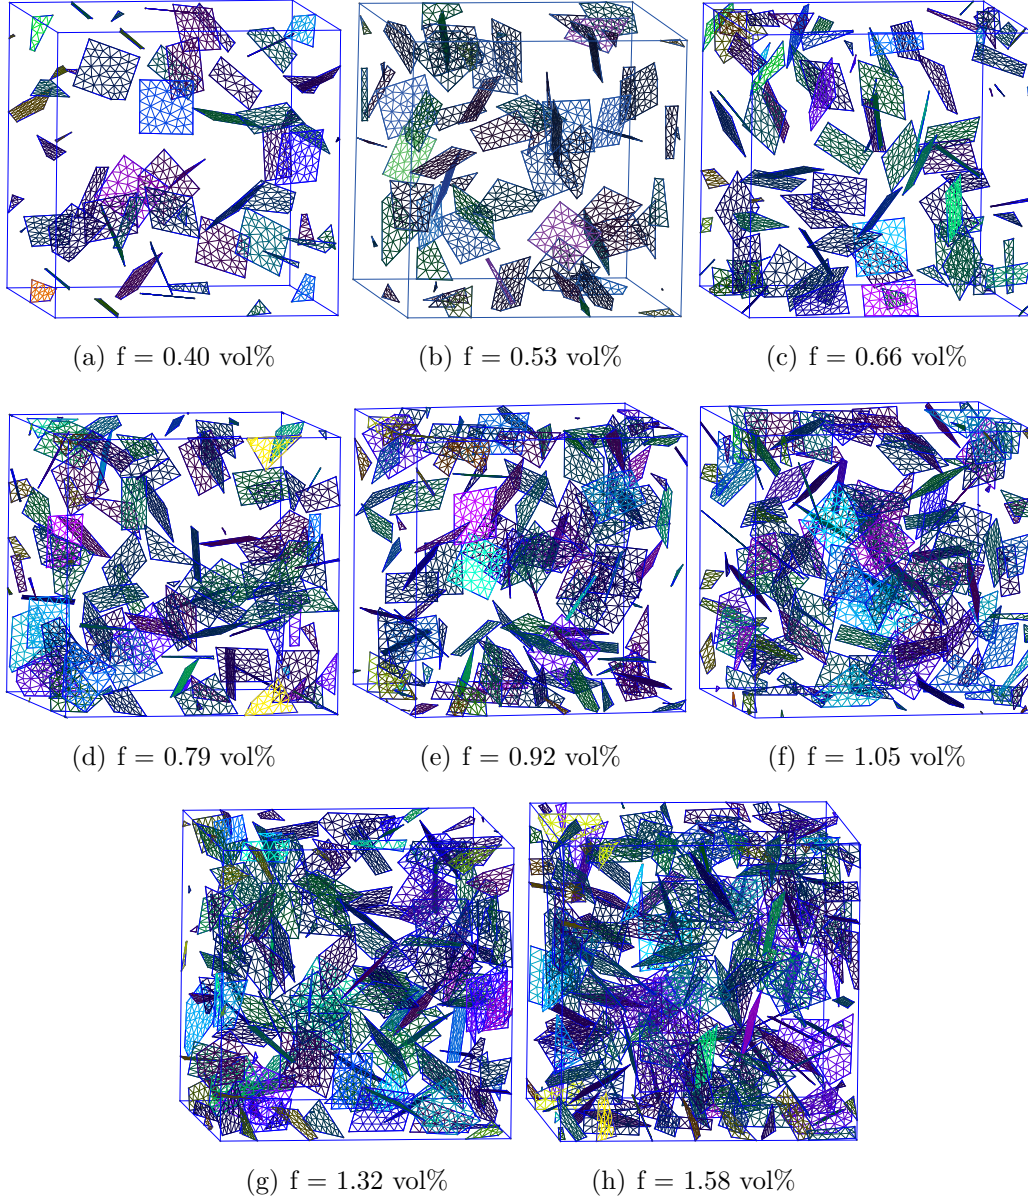 (a) f = 0.40 vol%
(b) f = 0.53 vol%
(c) f = 0.66 vol%
(d) f = 0.79 vol%
(e) f = 0.92 vol%
(f) f = 1.05 vol%
(g) f = 1.32 vol%
(h) f = 1.58 vol%